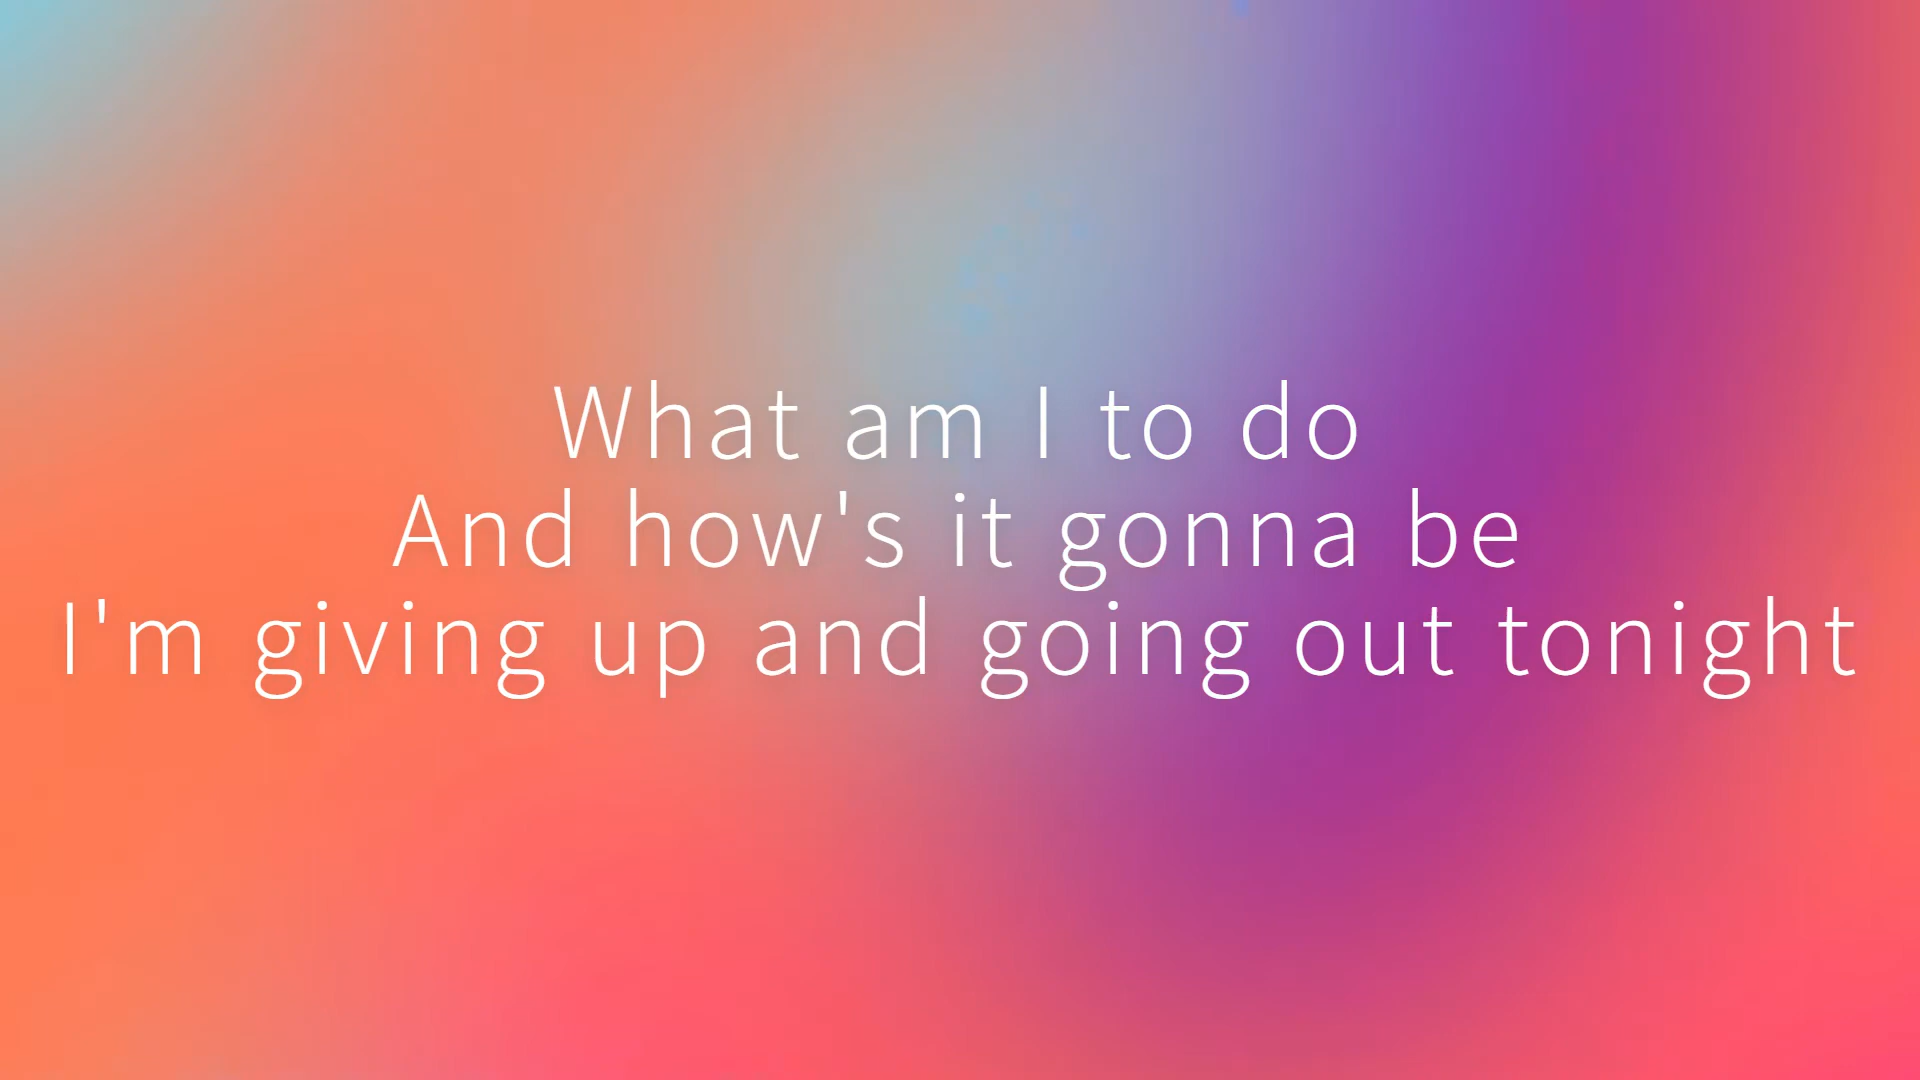 What am I to do
And how's it gonna be
I'm giving up and going out tonight